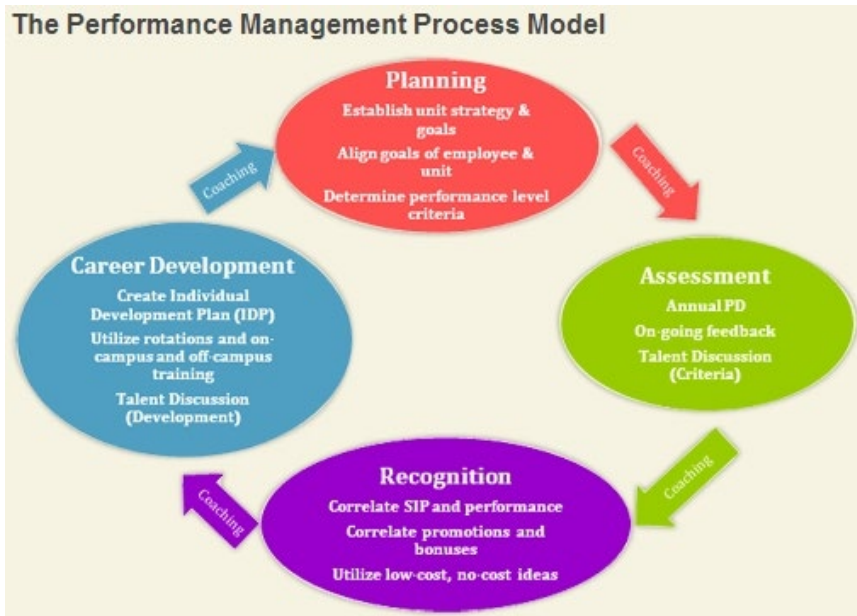 The Performance Management Process Model
Planning
Establish unit strategy &
goals
Align goals of employee &
unit
Determine performance level
criteria
Coaching
Coaching
Career Development
Create Individual
Development Plan (IDP)
Utilize rotations and on-
campus and off-campus
training
Talent Discussion
(Development)
Assessment
Annual PD
On-going feedback
Talent Discussion
(Criteria)
Coaching
Coaching
Recognition
Correlate SIP and performance
Correlate promotions and
bonuses
Utilize low-cost, no-cost ideas